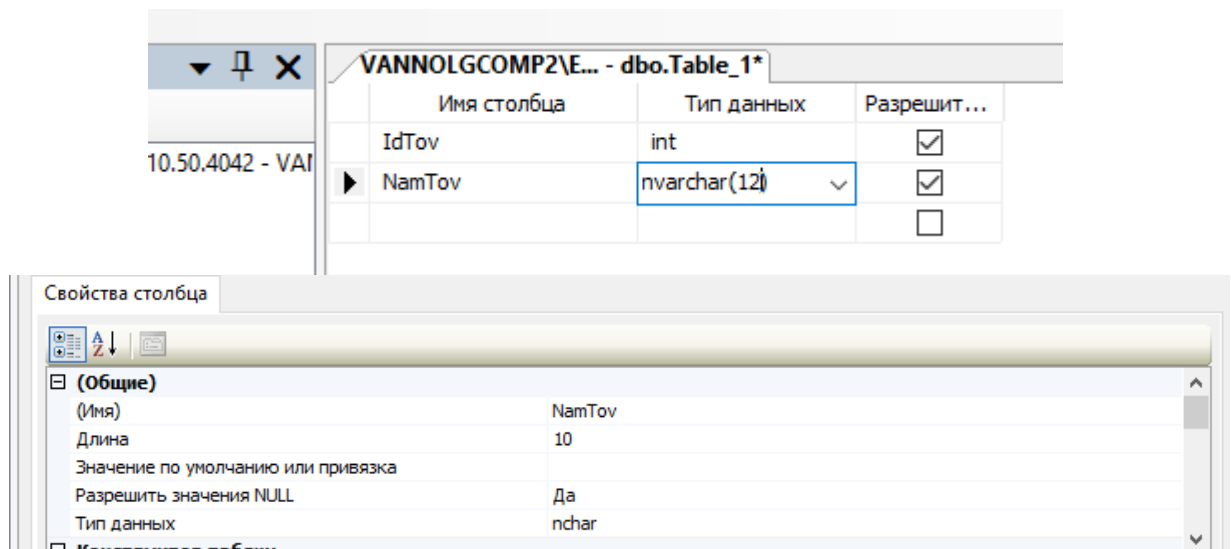 VANNOLGCOMP2\E... - dbo.Table_1*
Имя столбца Тип данных Разрешит...
IdTov int
10.50.4042 - VAN
NamTov nvarchar(12)
Свойства столбца
(Общие)
(Имя) NamTov
Длина 10
Значение по умолчанию или привязка
Разрешить значения NULL Да
Тип данных nchar